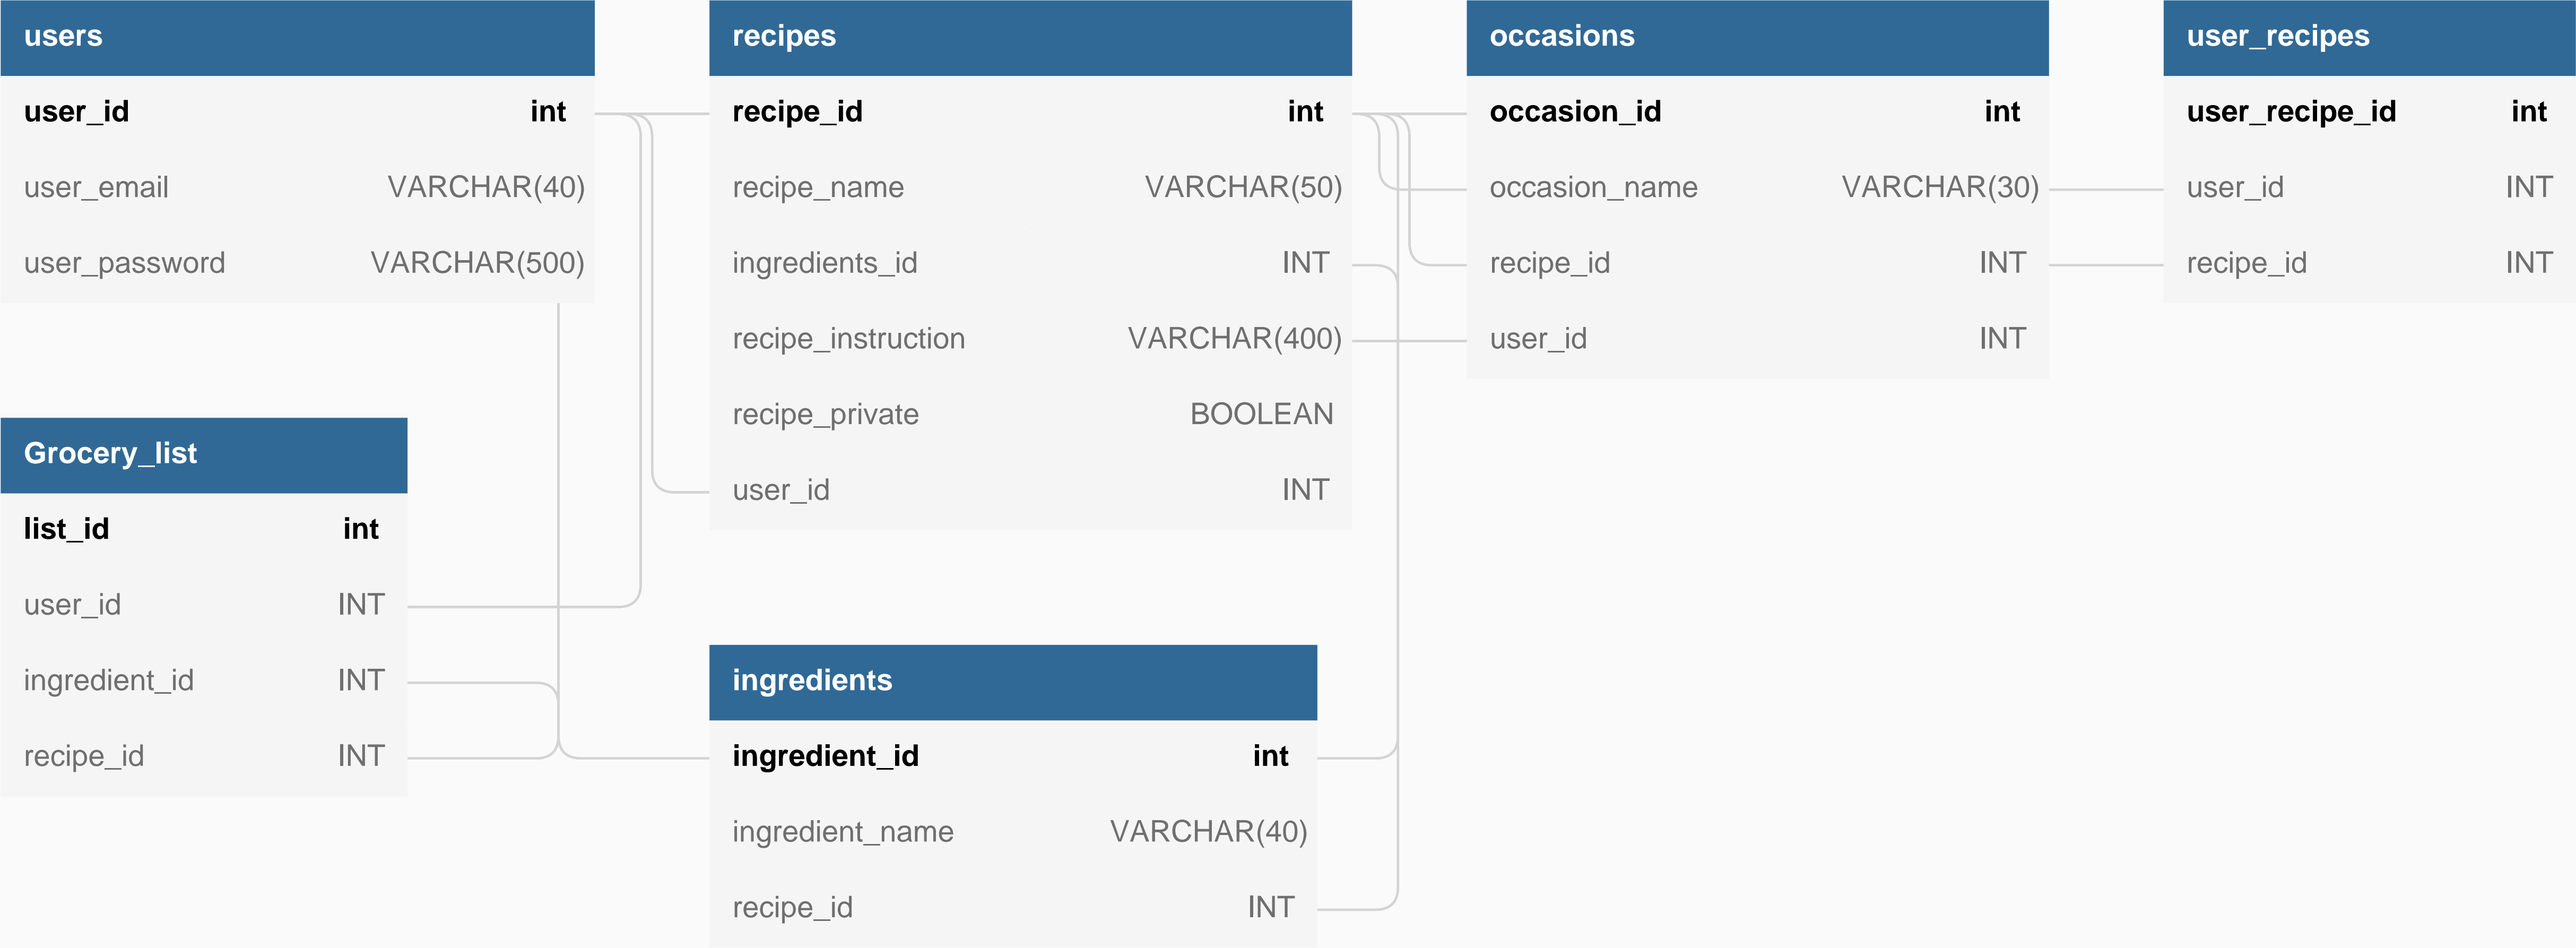 users
user_id int
user_email VARCHAR(40)
user_password VARCHAR(500)
recipes
recipe_id int
recipe_name VARCHAR(50)
ingredients_id INT
recipe_instruction VARCHAR(400)
recipe_private BOOLEAN
user_id INT
occasions
occasion_id int
occasion_name VARCHAR(30)
recipe_id INT
user_id INT
user_recipes
user_recipe_id int
user_id INT
recipe_id INT
Grocery_list
list_id int
user_id INT
ingredient_id INT
recipe_id INT
ingredients
ingredient_id int
ingredient_name VARCHAR(40)
recipe_id INT